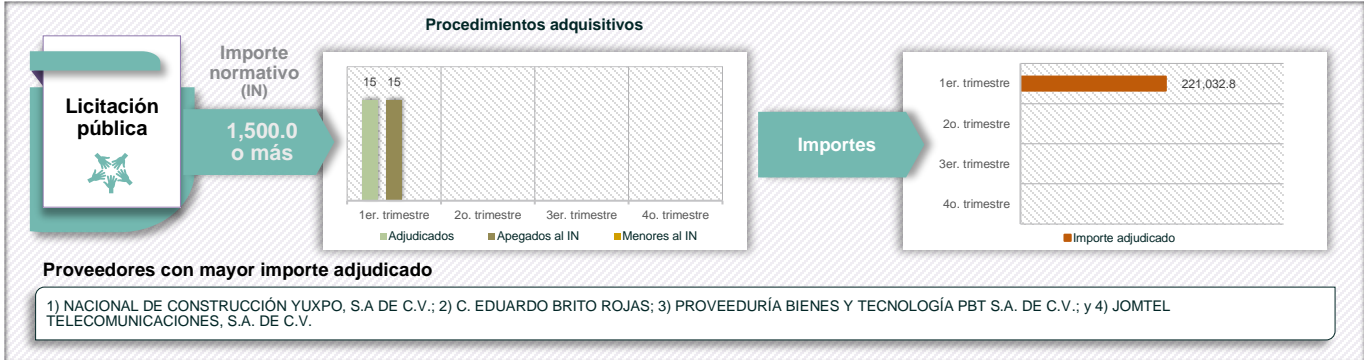 Procedimientos adquisitivos
Licitación
pública
Importe
normativo
(IN)
1,500.0
o más
15 15
1er. trimestre 2o. trimestre 3er. trimestre 4o. trimestre
Adjudicados Apegados al IN Menores al IN
Importes
1er. trimestre 221,032.8
2o. trimestre
3er. trimestre
4o. trimestre
Importe adjudicado
Proveedores con mayor importe adjudicado
1) NACIONAL DE CONSTRUCCIÓN YUXPO, S.A DE C.V.; 2) C. EDUARDO BRITO ROJAS; 3) PROVEEDURÍA BIENES Y TECNOLOGÍA PBT S.A. DE C.V.; y 4) JOMTEL
TELECOMUNICACIONES, S.A. DE C.V.